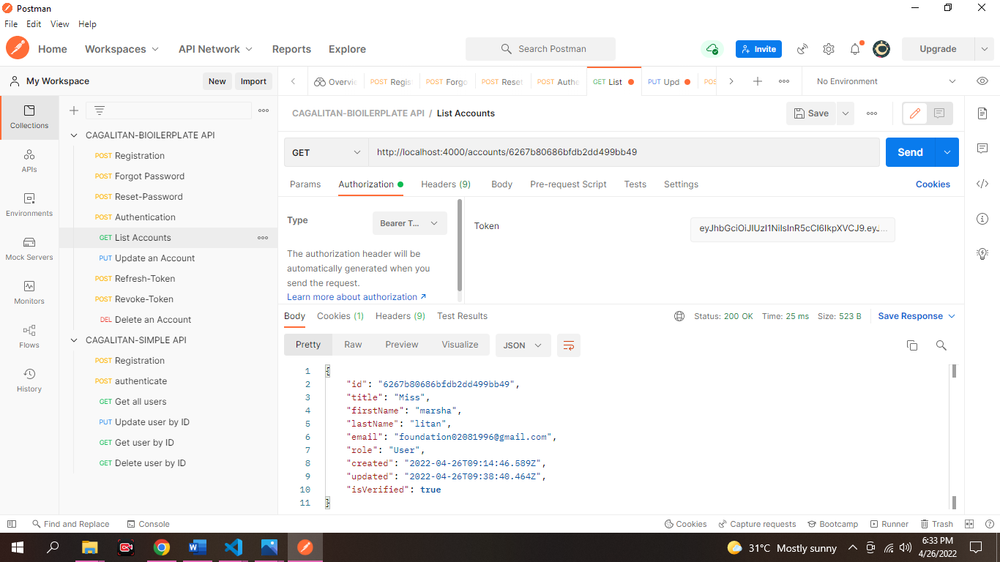 Postman
File Edit View Help
Home Workspaces API Network Reports Explore Search Postman Invite Upgrade
My Workspace New Import
Overvie POST Regis POST Forgo POST Reset POST Authe GET List PUT Upd POS No Environment
Collections
APIs
Environments
Mock Servers
Monitors
Flows
History
CAGALITAN-BIOILERPLATE API
POST Registration
POST Forgot Password
POST Reset-Password
POST Authentication
GET List Accounts
PUT Update an Account
POST Refresh-Token
POST Revoke-Token
DEL Delete an Account
CAGALITAN-SIMPLE API
POST Registration
POST authenticate
GET Get all users
PUT Update user by ID
GET Get user by ID
GET Delete user by ID
CAGALITAN-BIOILERPLATE API / List Accounts Save
GET http://localhost:4000/accounts/6267b80686bfdb2dd499bb49 Send
Params Authorization Headers (9) Body Pre-request Script Tests Settings Cookies
Type Bearer T...
The authorization header will be
automatically generated when you
send the request.
Learn more about authorization ↗
Token eyJhbGciOiJIUzI1NiIsInR5cCI6IkpXVCJ9.eyJ...
Body Cookies (1) Headers (9) Test Results Status: 200 OK Time: 25 ms Size: 523 B Save Response
Pretty Raw Preview Visualize JSON
1 {
2 "id": "6267b80686bfdb2dd499bb49",
3 "title": "Miss",
4 "firstName": "marsha",
5 "lastName": "litan",
6 "email": "foundation02081996@gmail.com",
7 "role": "User",
8 "created": "2022-04-26T09:14:46.589Z",
9 "updated": "2022-04-26T09:38:40.464Z",
10 "isVerified": true
11 }
Find and Replace Console Cookies Capture requests Bootcamp Runner Trash
31°C Mostly sunny 6:33 PM
4/26/2022